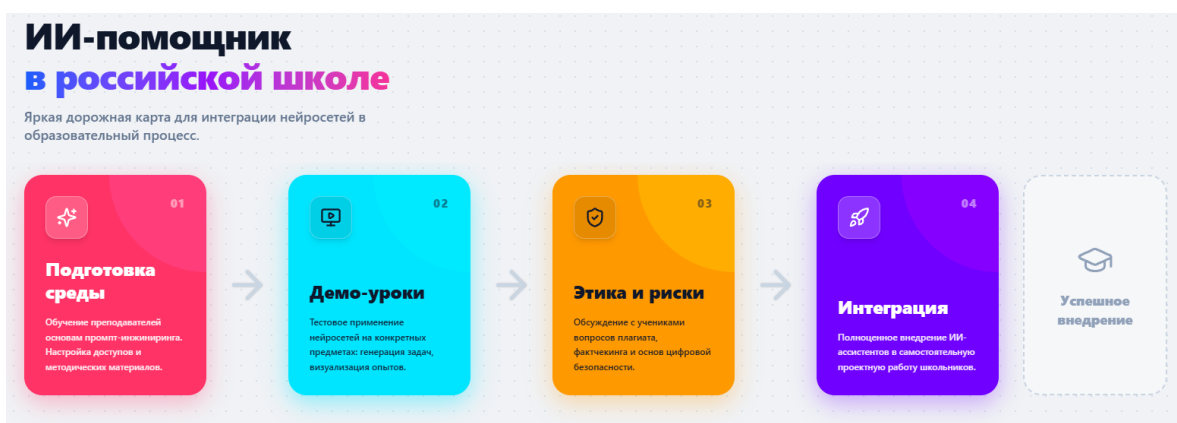 ИИ-помощник
в российской школе
Яркая дорожная карта для интеграции нейросетей в
образовательный процесс.
01
Подготовка
среды
Обучение преподавателей
основам промпт-инжиниринга.
Настройка доступов и
методических материалов.
02
Демо-уроки
Тестовое применение
нейросетей на конкретных
предметах: генерация задач,
визуализация опытов.
03
Этика и риски
Обсуждение с учениками
вопросов плагиата,
фактчекинга и основ цифровой
безопасности.
04
Интеграция
Полноценное внедрение ИИ-
ассистентов в самостоятельную
проектную работу школьников.
Успешное
внедрение